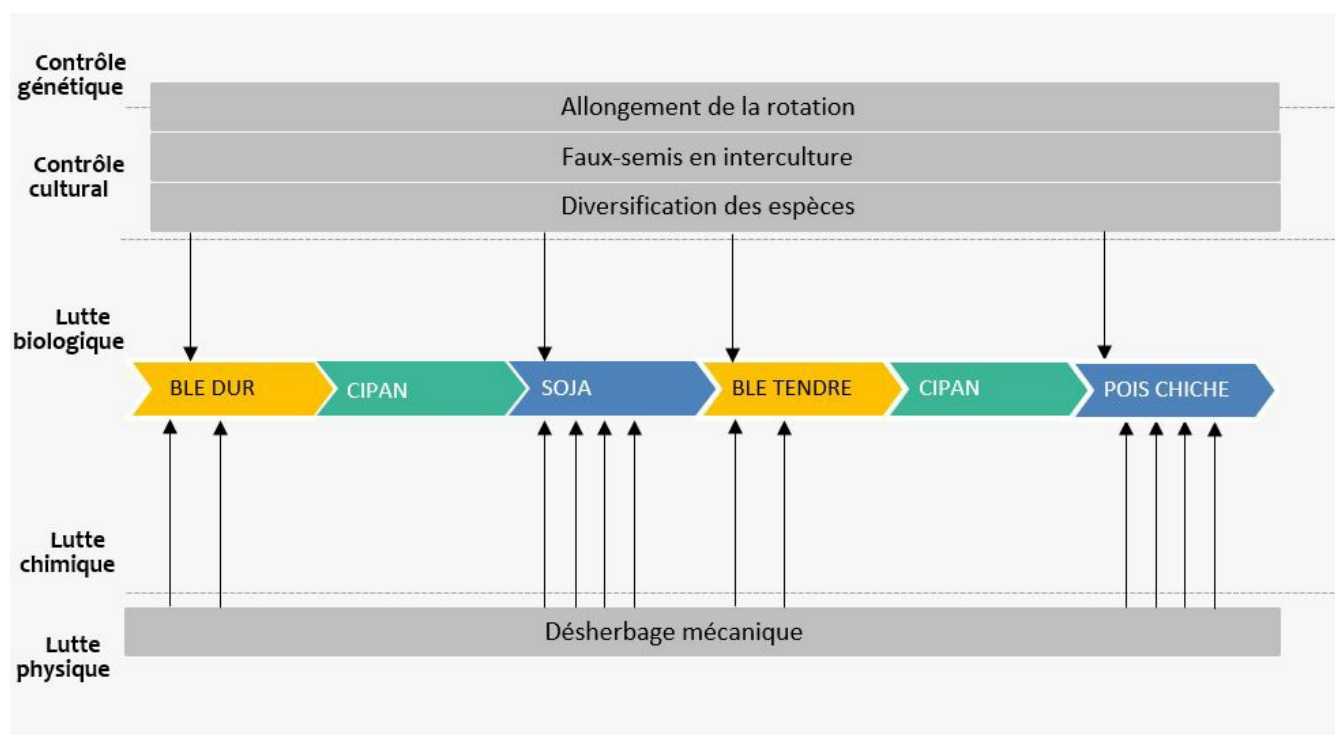 Contrôle
génétique
Allongement de la rotation
Faux-semis en interculture
Contrôle
cultural
Diversification des espèces
Lutte
biologique
BLE DUR
CIPAN
SOJA
BLE TENDRE
CIPAN
POIS CHICHE
Lutte
chimique
Désherbage mécanique
Lutte
physique